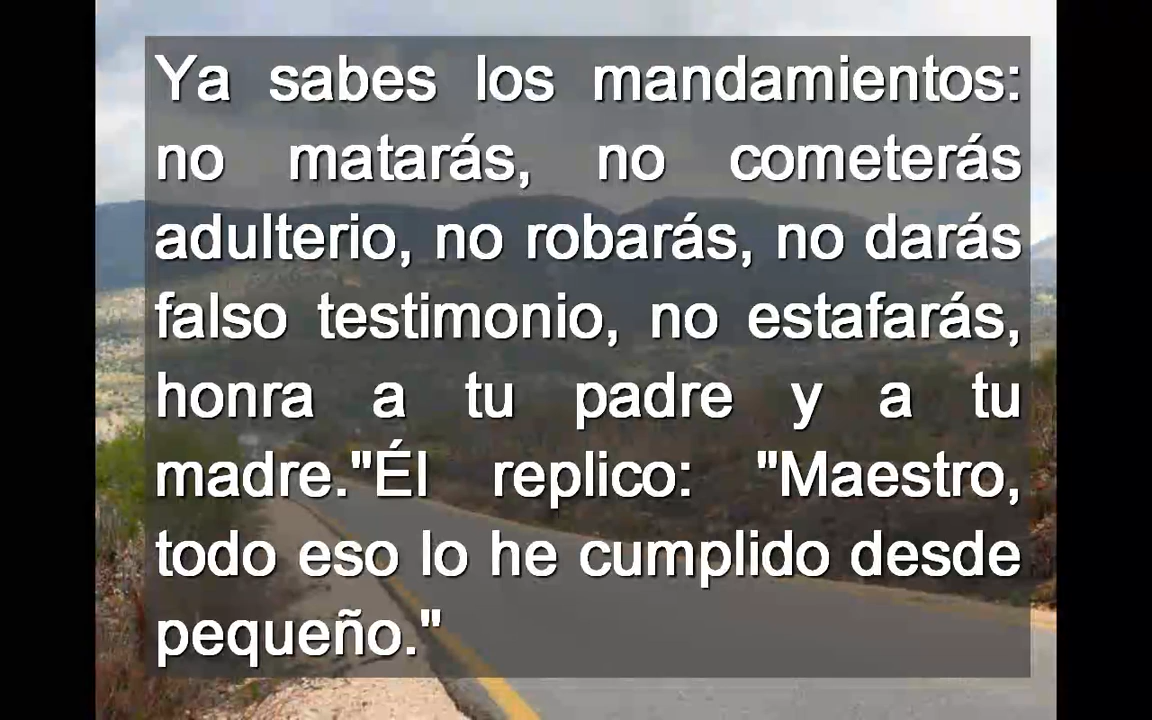 Ya sabes los mandamientos:
no matarás, no cometerás
adulterio, no robarás, no darás
falso testimonio, no estafarás,
honra a tu padre y a tu
madre."Él replico: "Maestro,
todo eso lo he cumplido desde
pequeño."